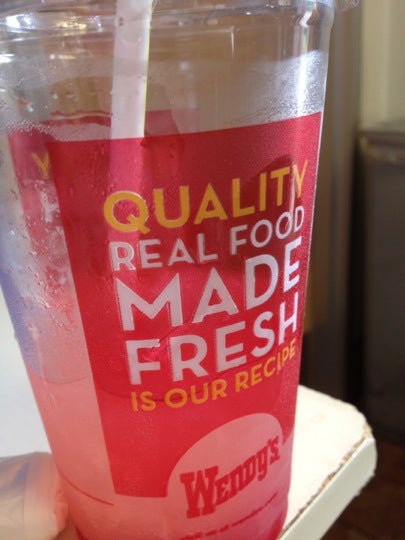 QUALITY
REAL FOOD
MADE
FRESH
IS OUR RECIPE
WENDY'S